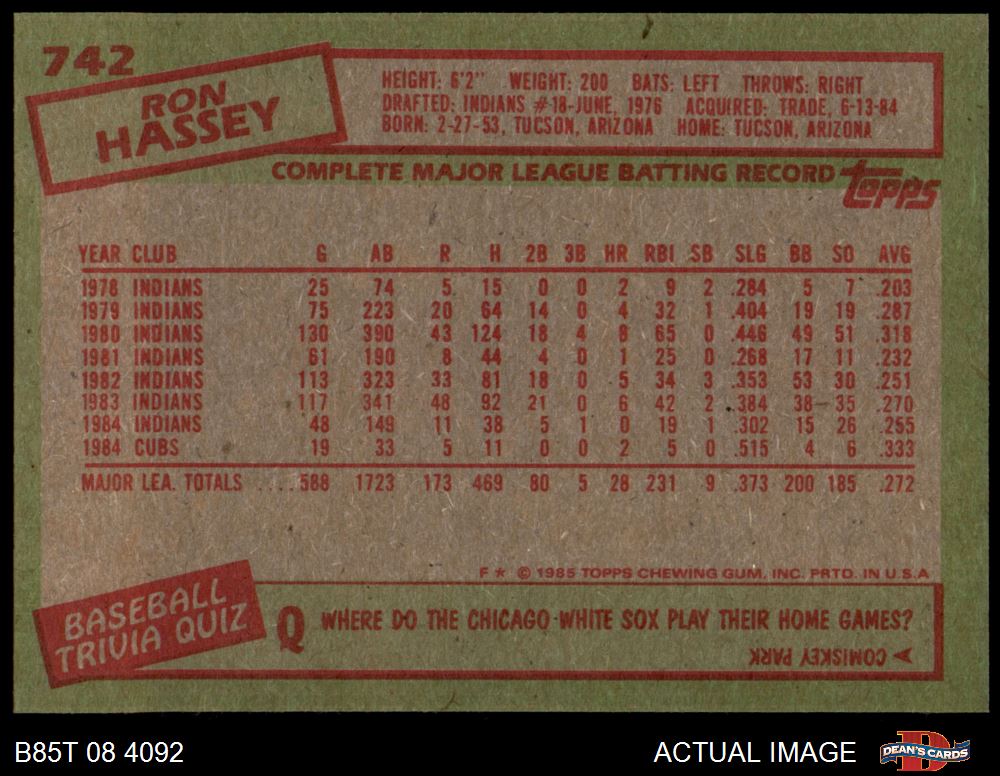 742
RON
HASSEY
HEIGHT: 6'2" WEIGHT: 200 BATS: LEFT THROWS: RIGHT
DRAFTED: INDIANS #18-JUNE, 1976 ACQUIRED: TRADE, 6-13-84
BORN: 2-27-53, TUCSON, ARIZONA HOME: TUCSON, ARIZONA
COMPLETE MAJOR LEAGUE BATTING RECORD
topps
YEAR CLUB G AB R H 2B 3B HR RBI SB SLG BB SO AVG
1978 INDIANS 25 74 5 15 0 0 2 9 2 .284 5 7 .203
1979 INDIANS 75 223 20 64 14 0 4 32 1 .404 19 19 .287
1980 INDIANS 130 390 43 124 18 4 8 65 0 .446 49 51 .318
1981 INDIANS 61 190 8 44 4 0 1 25 0 .268 17 11 .232
1982 INDIANS 113 323 33 81 18 0 5 34 3 .353 53 30 .251
1983 INDIANS 117 341 48 92 21 0 6 42 2 .384 38 35 .270
1984 INDIANS 48 149 11 38 5 1 0 19 1 .302 15 26 .255
1984 CUBS 19 33 5 11 0 0 2 5 0 .515 4 6 .333
MAJOR LEA. TOTALS ....588 1723 173 469 80 5 28 231 9 .373 200 185 .272
F★ © 1985 TOPPS CHEWING GUM, INC. PRTD. IN U.S.A
BASEBALL
TRIVIA QUIZ
Q WHERE DO THE CHICAGO WHITE SOX PLAY THEIR HOME GAMES?
COMISKEY PARK
B85T 08 4092
ACTUAL IMAGE
D
DEAN'S CARDS